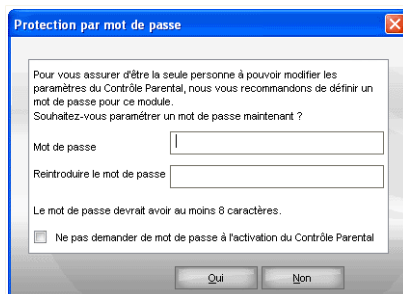 Protection par mot de passe
Pour vous assurer d'être la seule personne à pouvoir modifier les
paramètres du Contrôle Parental, nous vous recommandons de définir un
mot de passe pour ce module.
Souhaitez-vous paramétrer un mot de passe maintenant ?
Mot de passe
Reintroduire le mot de passe
Le mot de passe devrait avoir au moins 8 caractères.
Ne pas demander de mot de passe à l'activation du Contrôle Parental
Oui
Non